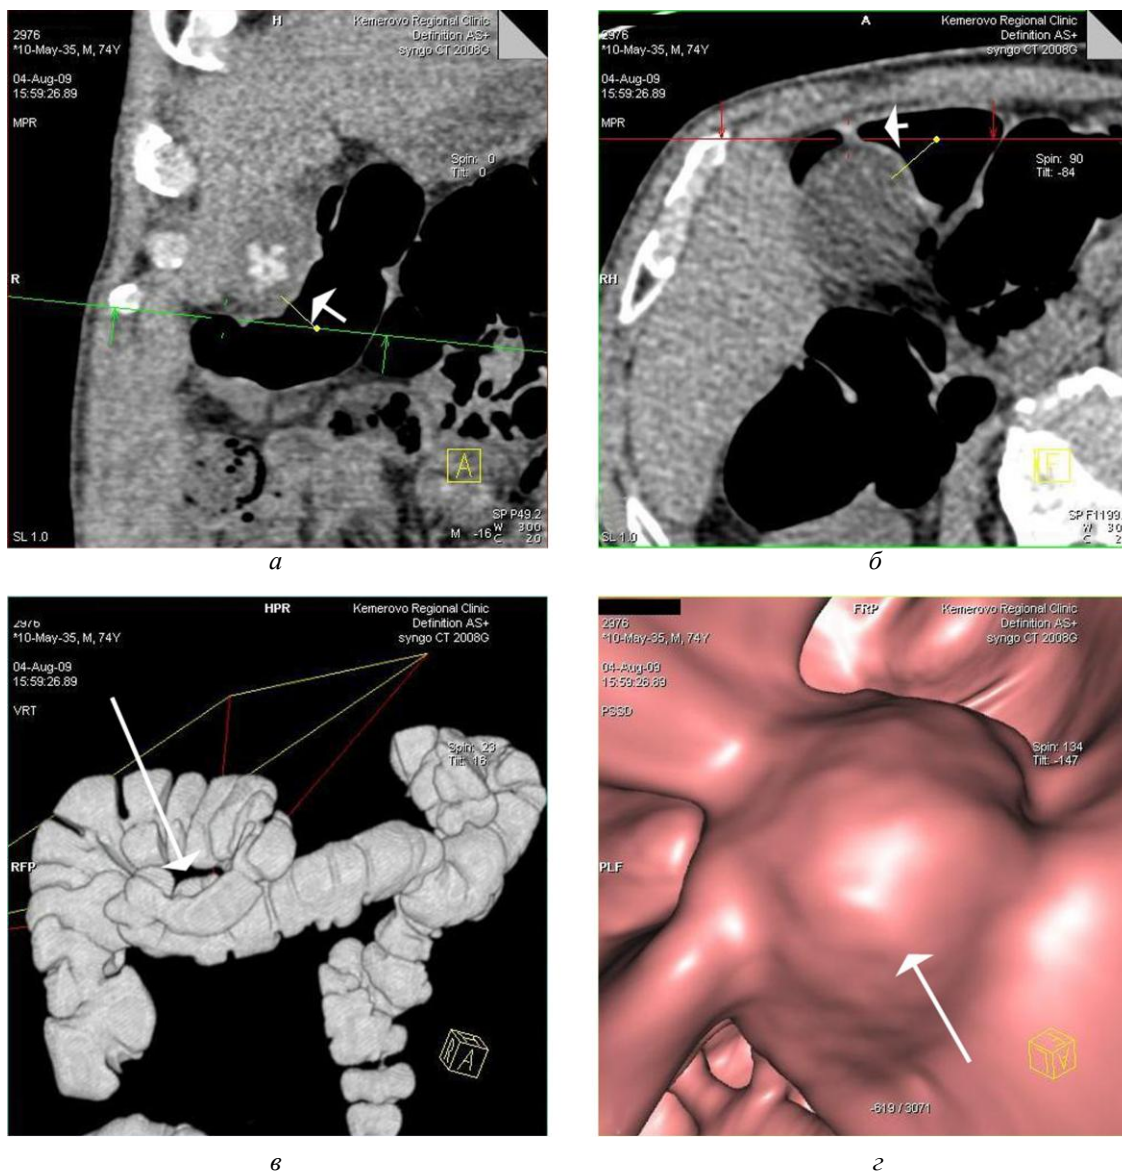 H
Kemerovo Regional Clinic
2976
Definition AS+
*10-May-35, M, 74Y
syngo CT 2008G
04-Aug-09
15:59:26.89
MPR
Spin: 0
Tilt: 0
R
A
SP P49.2
W 300
M -16 C 20
SL 1.0
а
A
Kemerovo Regional Clinic
2976
Definition AS+
*10-May-35, M, 74Y
syngo CT 2008G
04-Aug-09
15:59:26.89
MPR
Spin: 90
Tilt: -84
RH
F
SP F1199.
W 30
C 2
SL 1.0
б
HPR
Kemerovo Regional Clinic
2976
Definition AS+
*10-May-35, M, 74Y
syngo CT 2008G
04-Aug-09
15:59:26.89
VRT
Spin: 23
Tilt: 16
RFP
R A
в
FRP
Kemerovo Regional Clinic
2976
Definition AS+
*10-May-35, M, 74Y
syngo CT 2008G
04-Aug-09
15:59:26.89
PSSD
Spin: 134
Tilt: -147
PLF
-619 / 3071
г